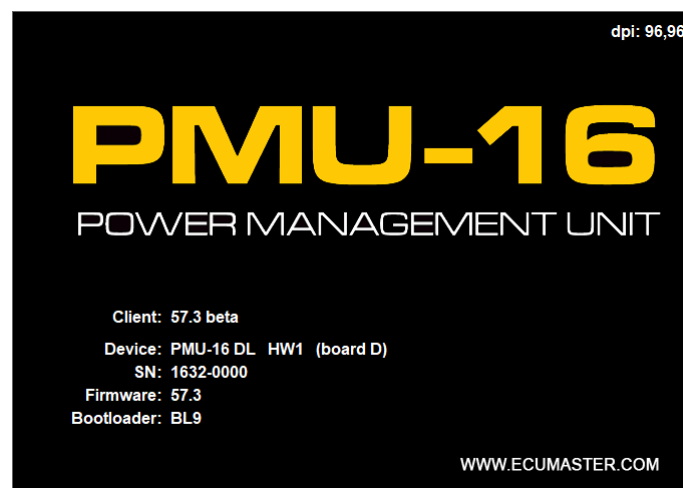 dpi: 96,96
PMU-16
POWER MANAGEMENT UNIT
Client: 57.3 beta
Device: PMU-16 DL HW1 (board D)
SN: 1632-0000
Firmware: 57.3
Bootloader: BL9
WWW.ECUMASTER.COM